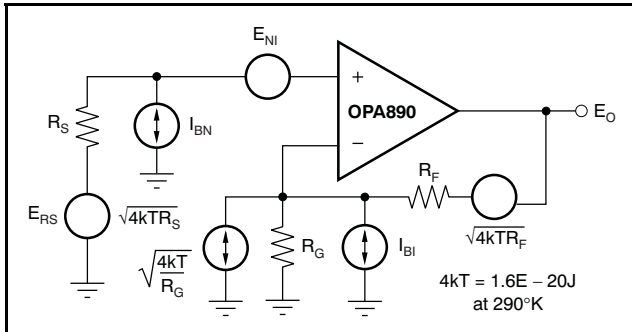 E_NI
+
OPA890
−
E_O
R_S
I_BN
R_F
E_RS
√4kTR_S
√4kT/R_G
R_G
I_BI
√4kTR_F
4kT = 1.6E – 20J
at 290°K